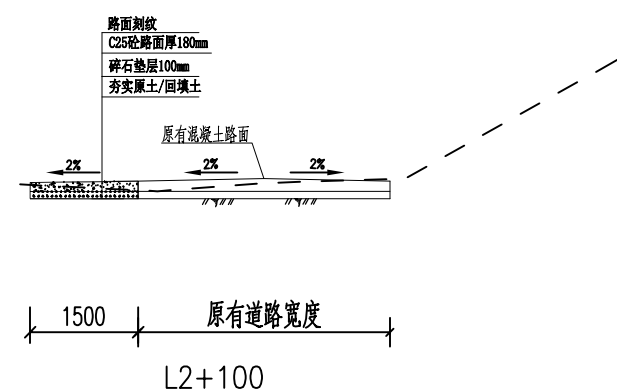 路面刻纹
C25砼路面厚180mm
碎石垫层100mm
夯实原土/回填土
原有混凝土路面
2% 2% 2%
1500 原有道路宽度
L2+100